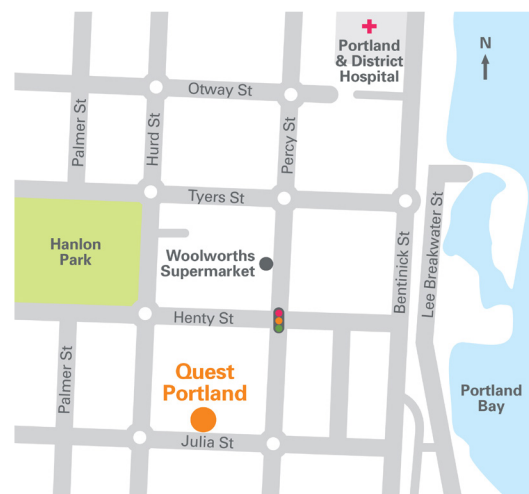 Portland
& District
Hospital
N
Otway St
Palmer St
Hurd St
Percy St
Tyers St
Hanlon
Park
Woolworths
Supermarket
Bentinick St
Lee Breakwater St
Henty St
Palmer St
Quest
Portland
Portland
Bay
Julia St